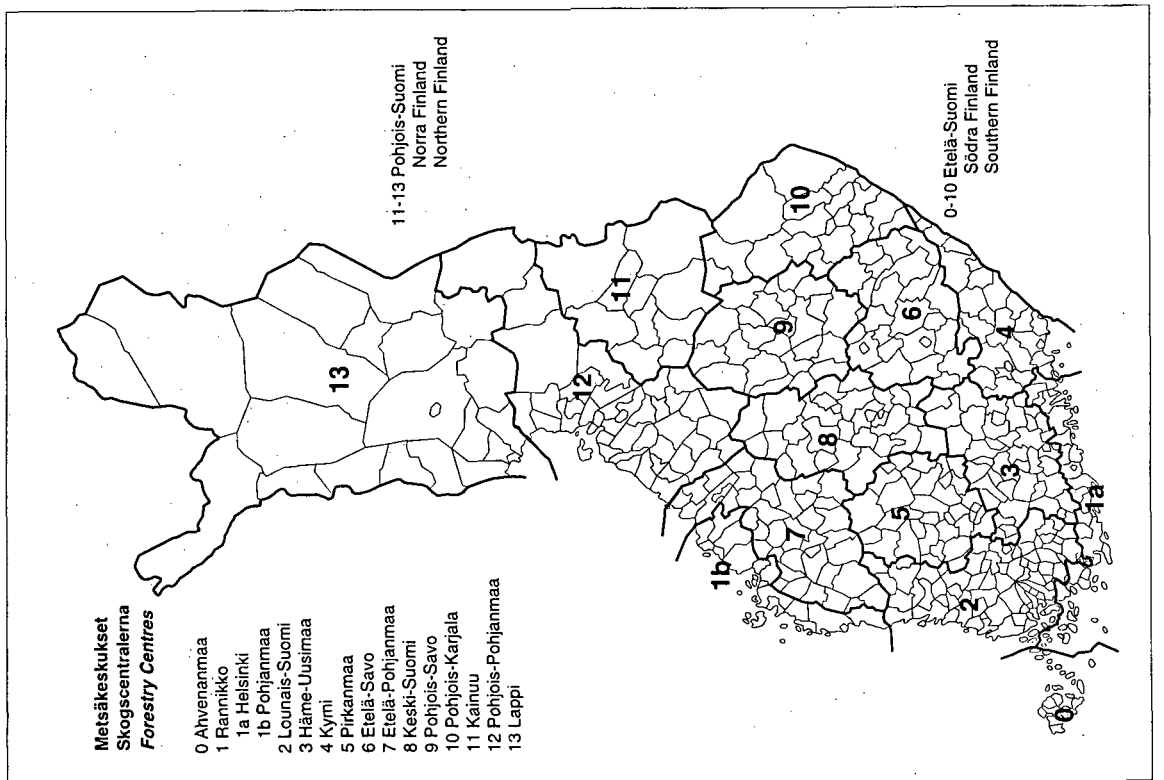 Metsäkeskukset
Skogscentralerna
Forestry Centres
0 Ahvenanmaa
1 Rannikko
1a Helsinki
1b Pohjanmaa
2 Lounais-Suomi
3 Häme-Uusimaa
4 Kymi
5 Pirkanmaa
6 Etelä-Savo
7 Etelä-Pohjanmaa
8 Keski-Suomi
9 Pohjois-Savo
10 Pohjois-Karjala
11 Kainuu
12 Pohjois-Pohjanmaa
13 Lappi
11-13 Pohjois-Suomi
Norra Finland
Northern Finland
0-10 Etelä-Suomi
Södra Finland
Southern Finland
13
12
11
1b
7
8
9
10
5
6
2
3
4
1a
0